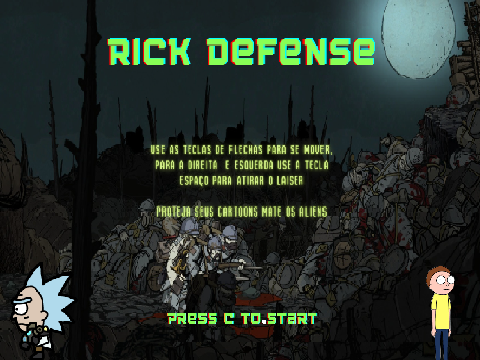 RICK DEFENSE
USE AS TECLAS DE FLECHAS PARA SE MOVER,
PARA A DIREITA E ESQUERDA USE A TECLA
ESPAÇO PARA ATIRAR O LAISER
PROTEJA SEUS CARTOONS MATE OS ALIENS
PRESS C TO.START